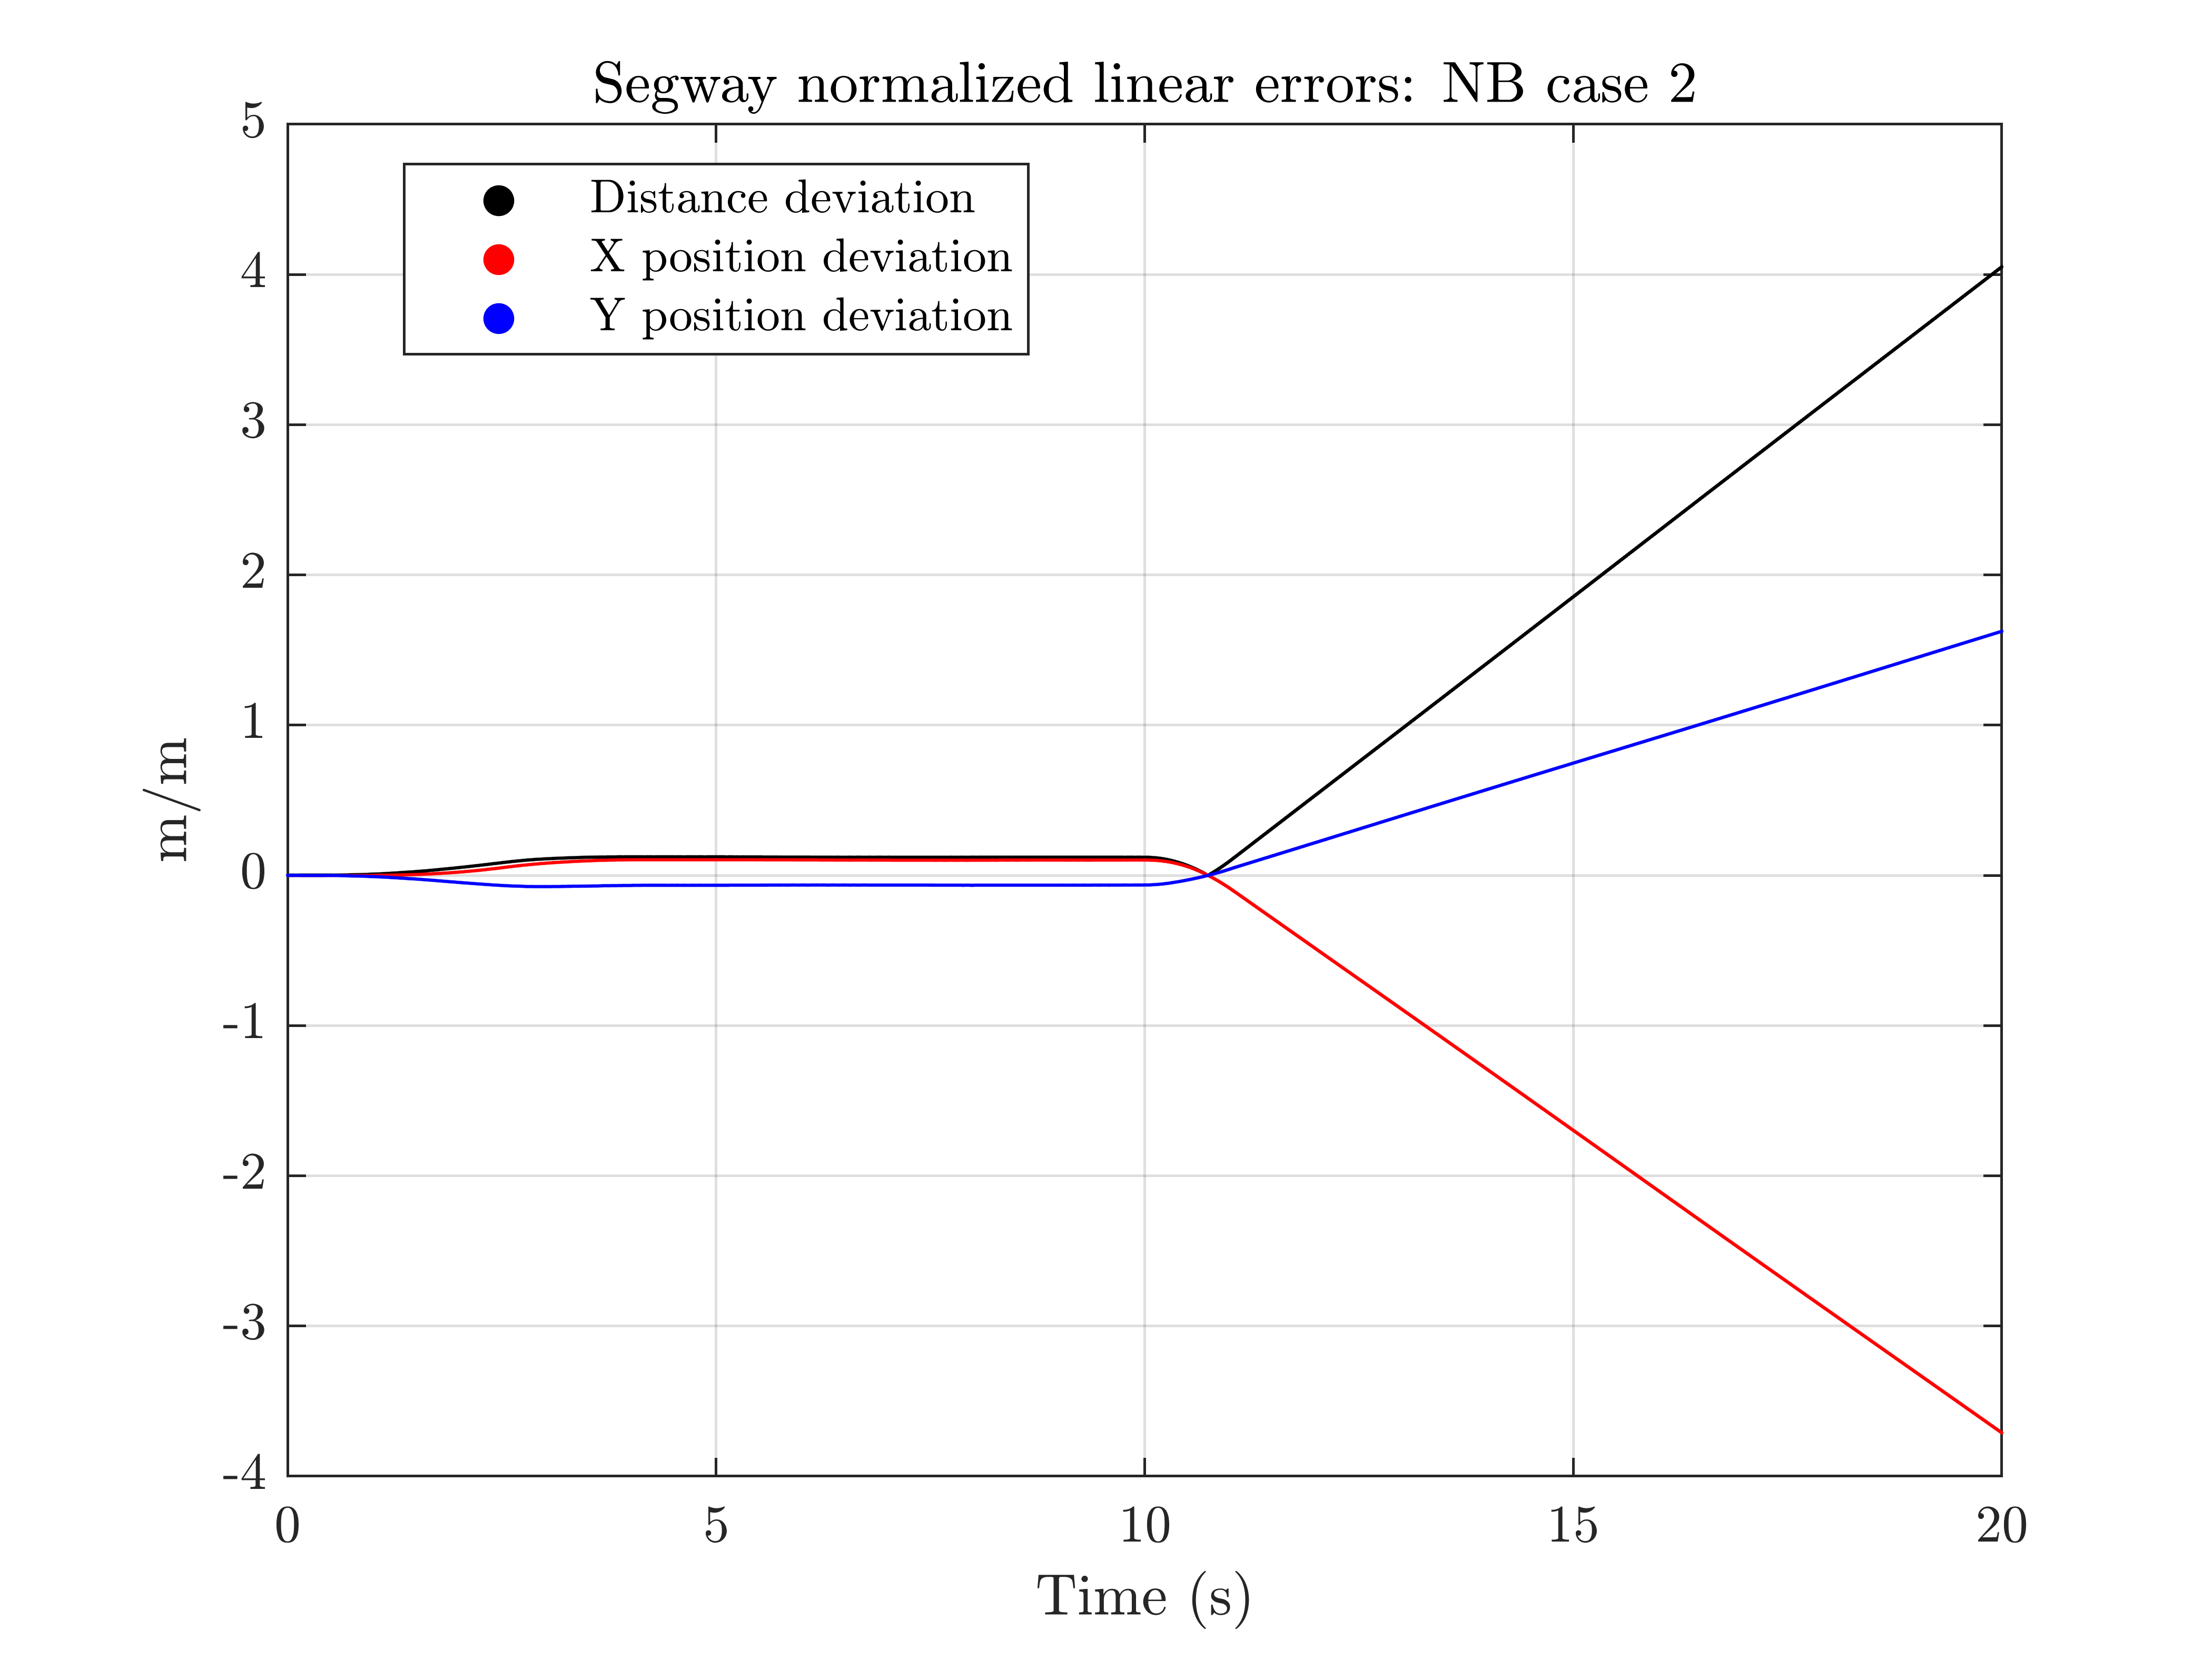 Segway normalized linear errors: NB case 2
5
4
3
2
1
0
-1
-2
-3
-4
m/m
Distance deviation
X position deviation
Y position deviation
0 5 10 15 20
Time (s)